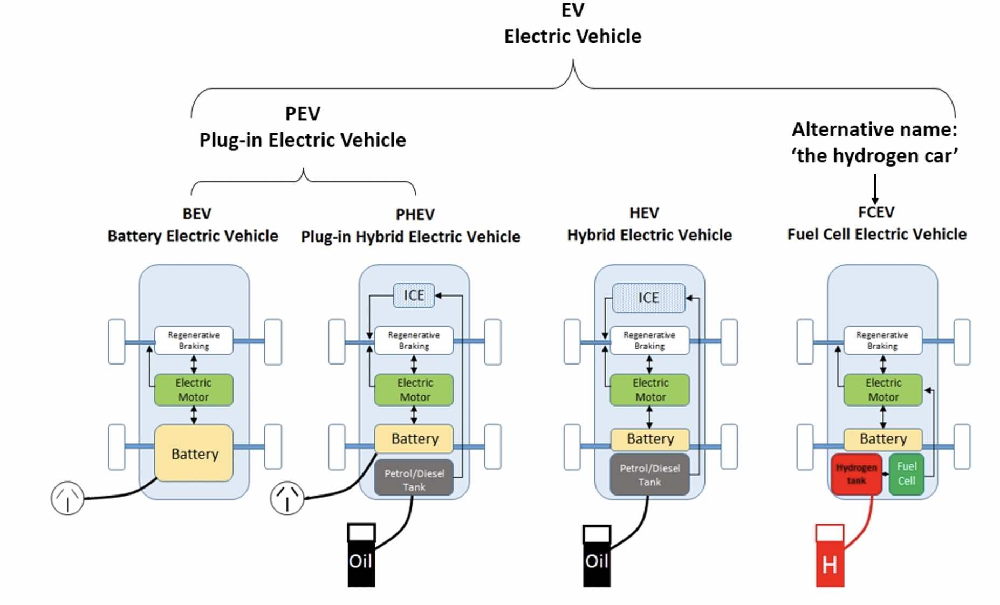 EV
Electric Vehicle
PEV
Plug-in Electric Vehicle
Alternative name:
‘the hydrogen car’
BEV
Battery Electric Vehicle
PHEV
Plug-in Hybrid Electric Vehicle
HEV
Hybrid Electric Vehicle
FCEV
Fuel Cell Electric Vehicle
Regenerative
Braking
Electric
Motor
Battery
ICE
Regenerative
Braking
Electric
Motor
Battery
Petrol/Diesel
Tank
Oil
ICE
Regenerative
Braking
Electric
Motor
Battery
Petrol/Diesel
Tank
Oil
Regenerative
Braking
Electric
Motor
Battery
Hydrogen
tank
Fuel
Cell
H